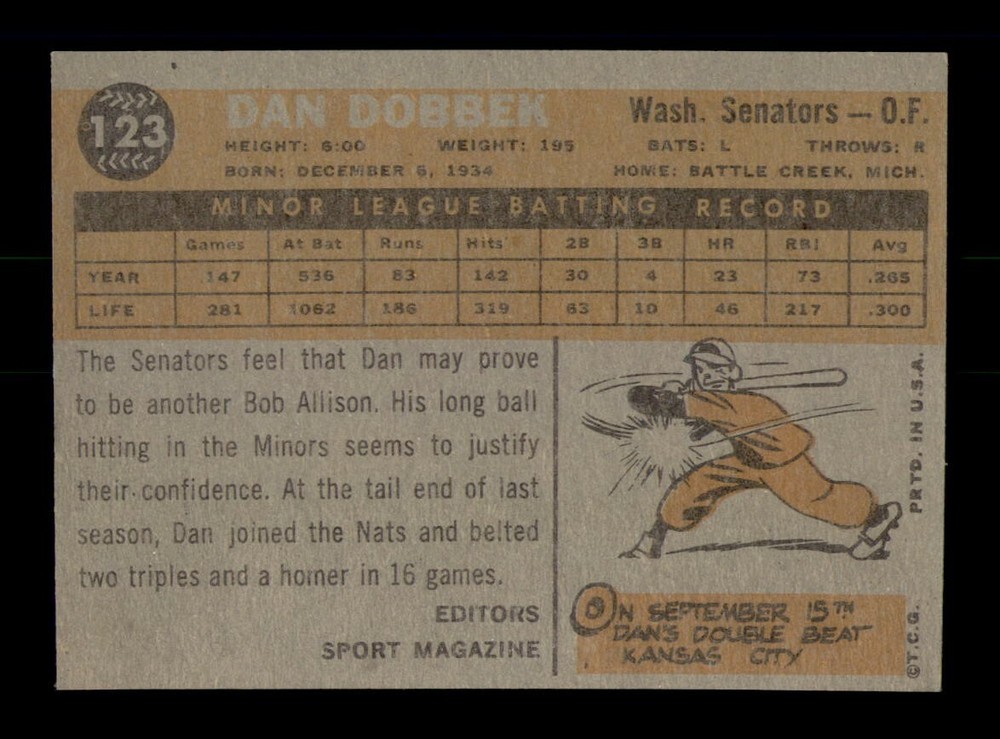 123
DAN DOBBEK
Wash. Senators — O.F.
HEIGHT: 6:00 WEIGHT: 195 BATS: L THROWS: R
BORN: DECEMBER 6, 1934 HOME: BATTLE CREEK, MICH.
MINOR LEAGUE BATTING RECORD
Games At Bat Runs Hits 2B 3B HR RBI Avg
YEAR 147 536 83 142 30 4 23 73 .265
LIFE 281 1062 186 319 63 10 46 217 .300
The Senators feel that Dan may prove
to be another Bob Allison. His long ball
hitting in the Minors seems to justify
their confidence. At the tail end of last
season, Dan joined the Nats and belted
two triples and a homer in 16 games.
EDITORS
SPORT MAGAZINE
ON SEPTEMBER 15TH
DAN'S DOUBLE BEAT
KANSAS CITY
PRTD. IN U.S.A.
©T.C.G.